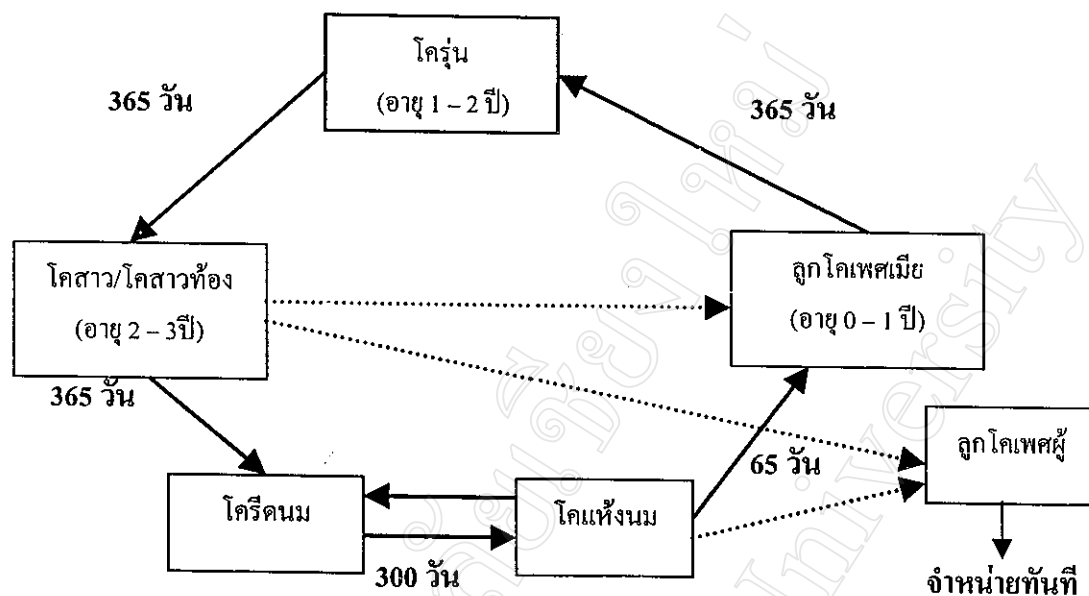 โครุ่น
(อายุ 1 – 2 ปี)
365 วัน
365 วัน
โคสาว/โคสาวท้อง
(อายุ 2 – 3ปี)
ลูกโคเพศเมีย
(อายุ 0 – 1 ปี)
365 วัน
ลูกโคเพศผู้
65 วัน
โครีดนม
โคแห้งนม
300 วัน
จำหน่ายทันที
University